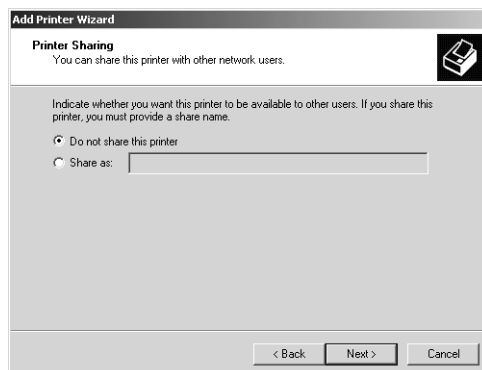 Add Printer Wizard
Printer Sharing
You can share this printer with other network users.
Indicate whether you want this printer to be available to other users. If you share this
printer, you must provide a share name.
Do not share this printer
Share as:
< Back Next > Cancel